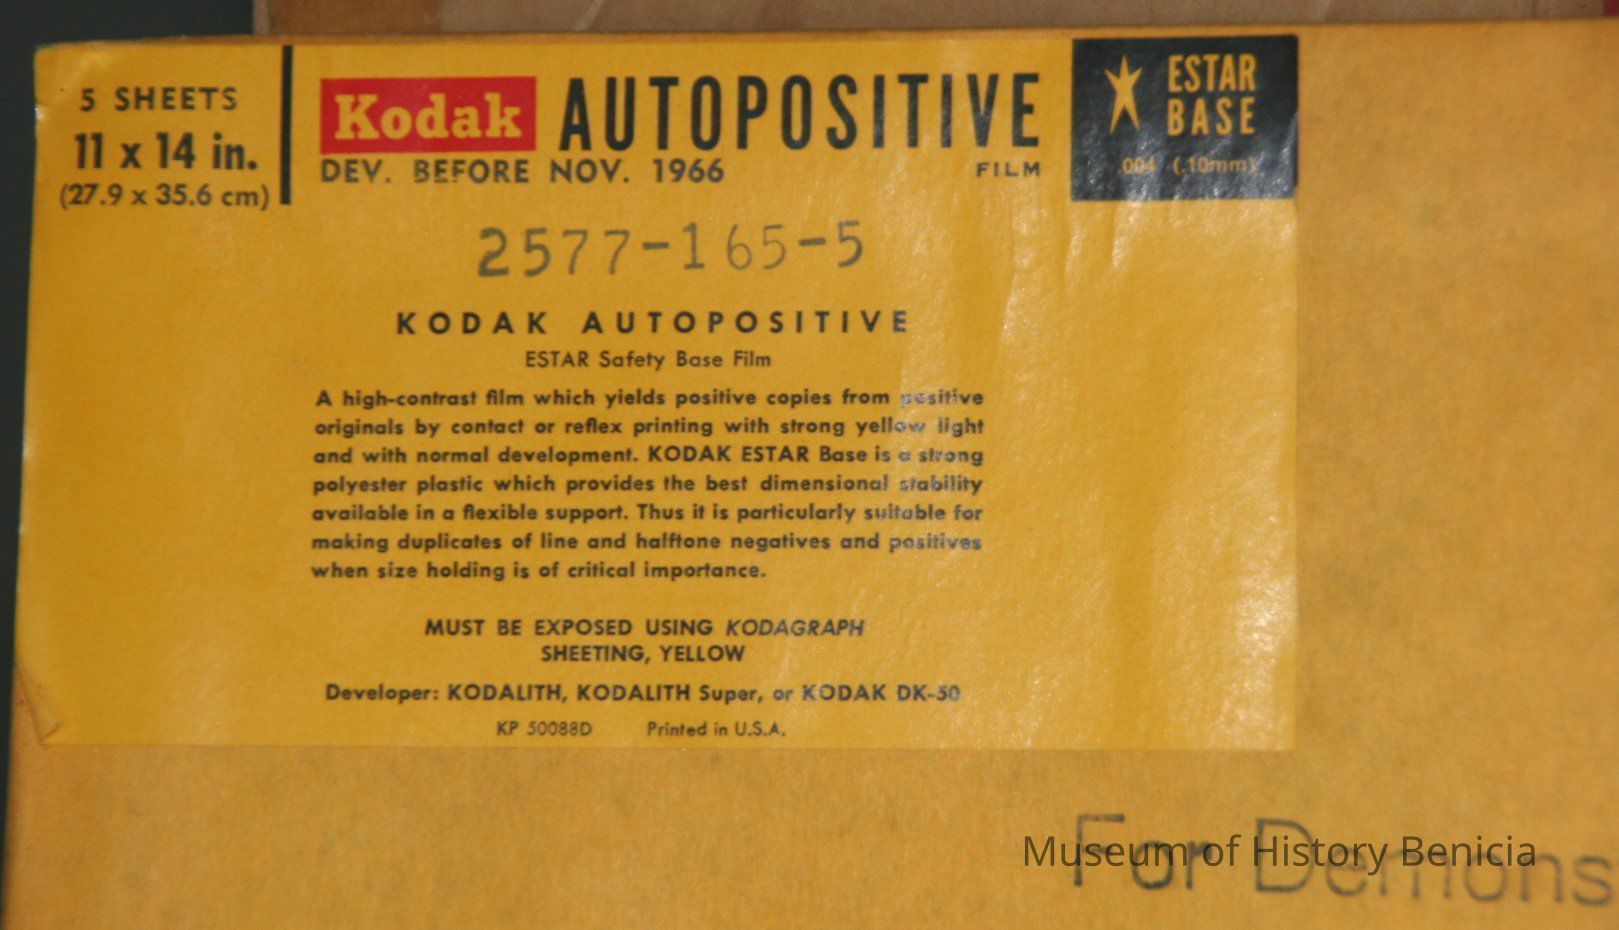 5 SHEETS
11 x 14 in.
(27.9 x 35.6 cm)
Kodak AUTOPOSITIVE
DEV. BEFORE NOV. 1966 FILM
ESTAR
BASE
.004 (.10mm)
2577-165-5
KODAK AUTOPOSITIVE
ESTAR Safety Base Film
A high-contrast film which yields positive copies from positive
originals by contact or reflex printing with strong yellow light
and with normal development. KODAK ESTAR Base is a strong
polyester plastic which provides the best dimensional stability
available in a flexible support. Thus it is particularly suitable for
making duplicates of line and halftone negatives and positives
when size holding is of critical importance.
MUST BE EXPOSED USING KODAGRAPH
SHEETING, YELLOW
Developer: KODALITH, KODALITH Super, or KODAK DK-50
KP 50088D Printed in U.S.A.
For Demons
Museum of History Benicia